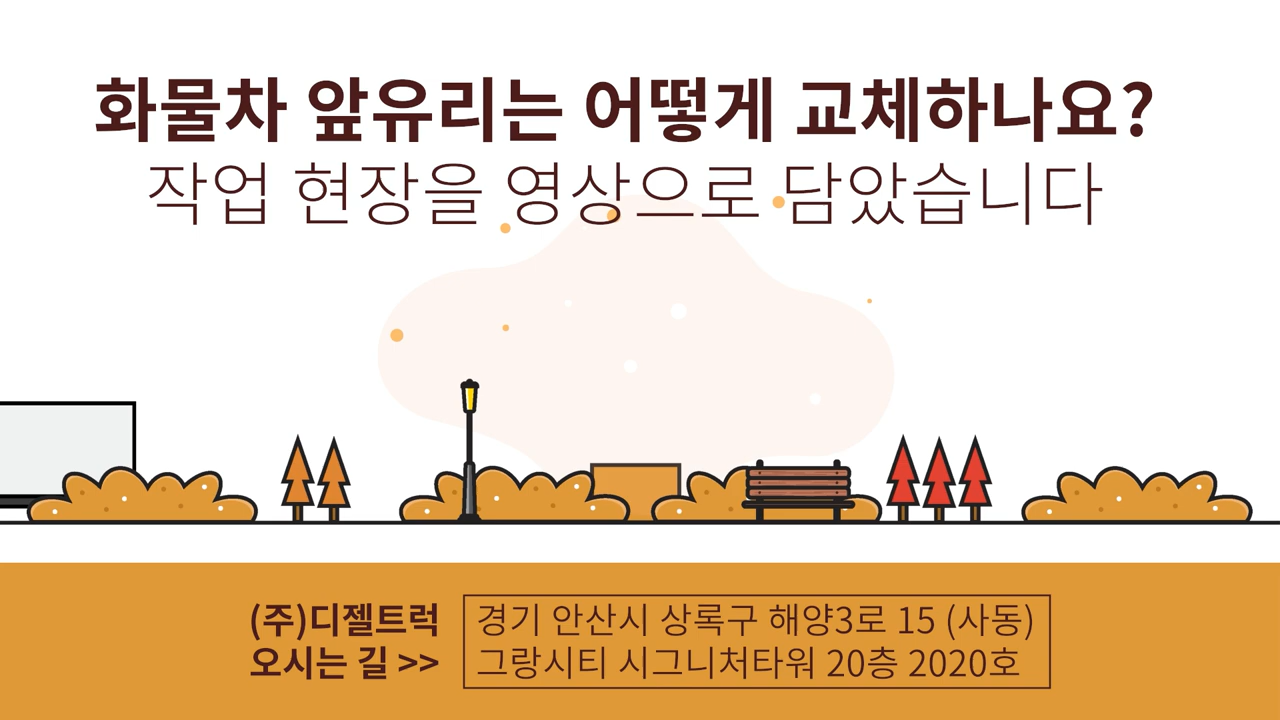 화물차 앞유리는 어떻게 교체하나요?
작업 현장을 영상으로 담았습니다
(주)디젤트럭
오시는 길 >>
경기 안산시 상록구 해양3로 15 (사동)
그랑시티 시그니처타워 20층 2020호